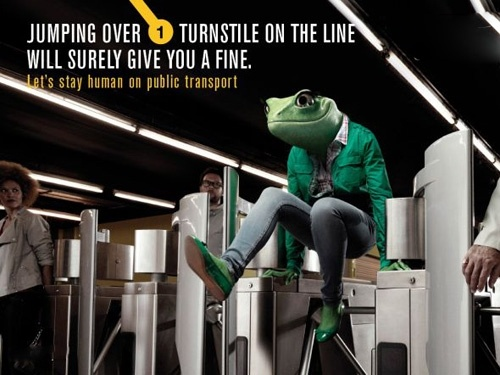 JUMPING OVER 1 TURNSTILE ON THE LINE
WILL SURELY GIVE YOU A FINE.
Let's stay human on public transport